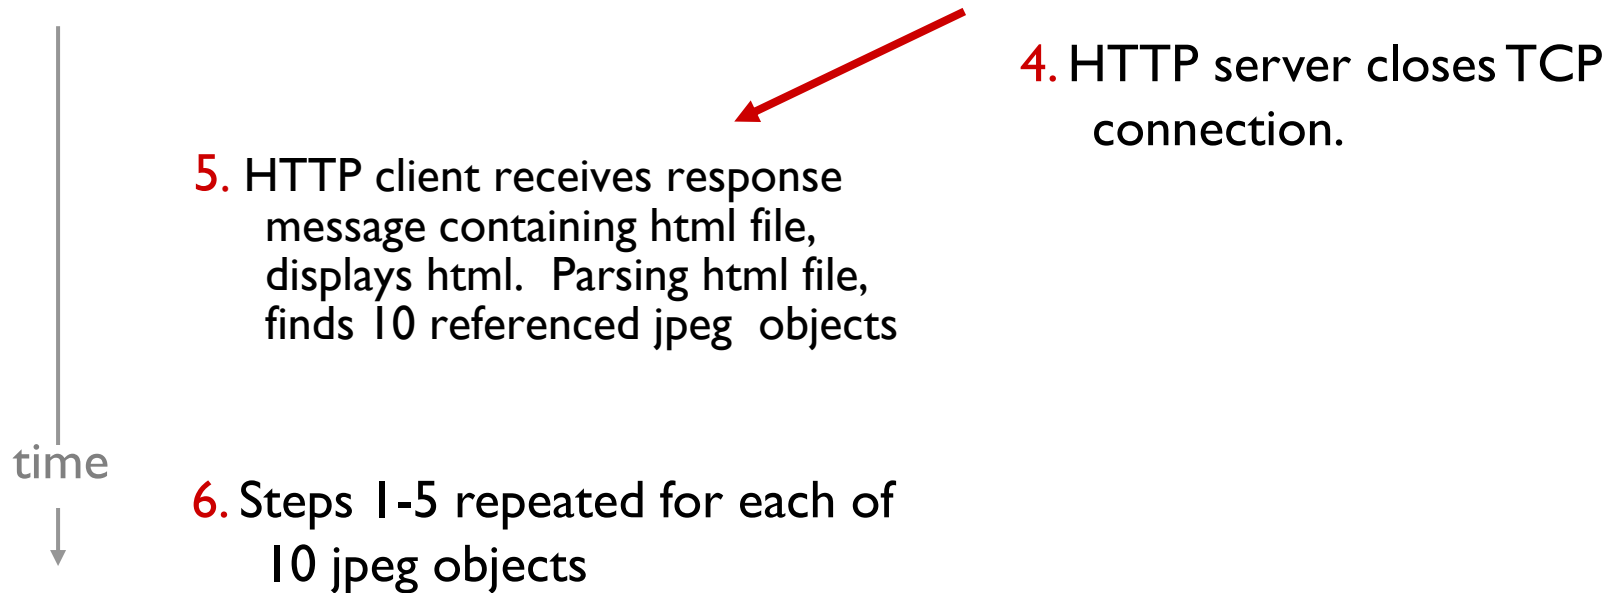 4. HTTP server closes TCP
connection.
5. HTTP client receives response
message containing html file,
displays html.  Parsing html file,
finds 10 referenced jpeg  objects
time
6. Steps 1-5 repeated for each of
10 jpeg objects